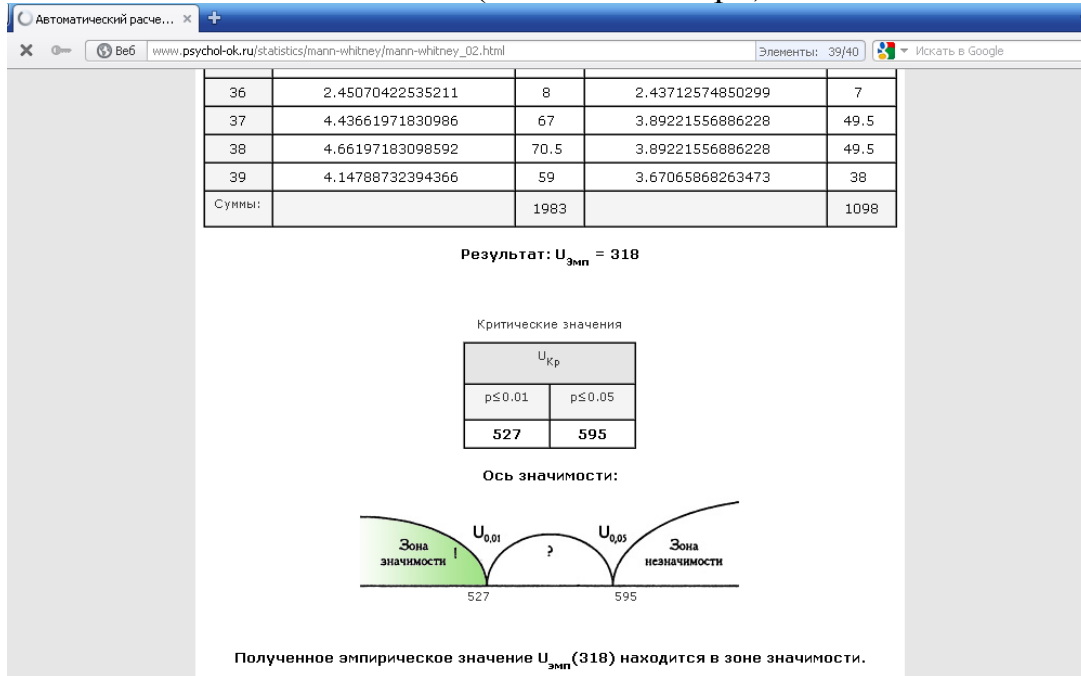 Автоматический расче... × +
Веб www.psychol-ok.ru/statistics/mann-whitney/mann-whitney_02.html Элементы: 39/40 Искать в Google
36 2.45070422535211 8 2.43712574850299 7
37 4.43661971830986 67 3.89221556886228 49.5
38 4.66197183098592 70.5 3.89221556886228 49.5
39 4.14788732394366 59 3.67065868263473 38
Суммы: 1983 1098
Результат: UЭмп = 318
Критические значения
UКр
p≤0.01 p≤0.05
527 595
Ось значимости:
U0,01 U0,05
Зона ! ? Зона
значимости незначимости
527 595
Полученное эмпирическое значение Uэмп(318) находится в зоне значимости.